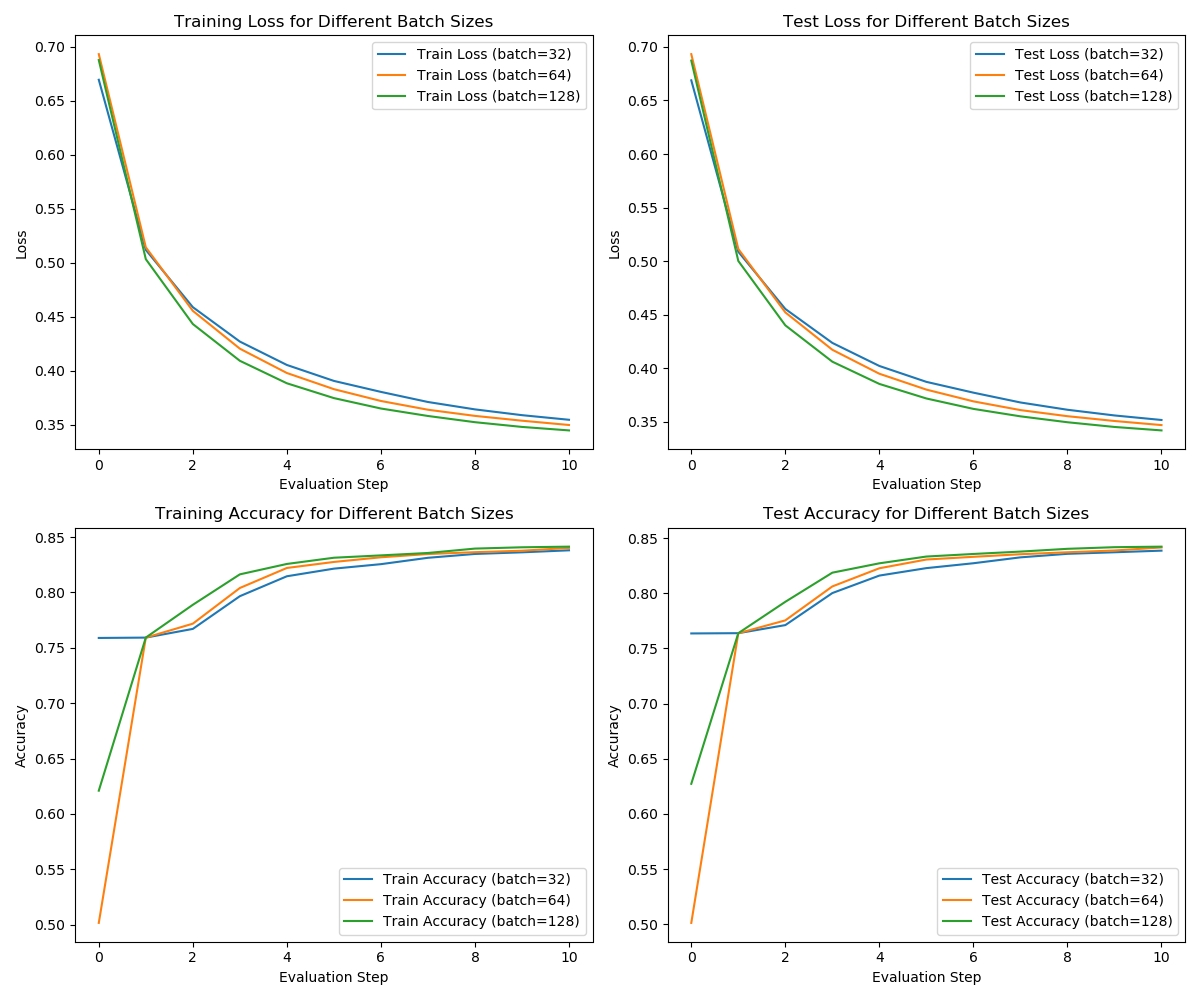 Training Loss for Different Batch Sizes
Loss
0.70
0.65
0.60
0.55
0.50
0.45
0.40
0.35
Train Loss (batch=32)
Train Loss (batch=64)
Train Loss (batch=128)
0 2 4 6 8 10
Evaluation Step
Test Loss for Different Batch Sizes
Loss
0.70
0.65
0.60
0.55
0.50
0.45
0.40
0.35
Test Loss (batch=32)
Test Loss (batch=64)
Test Loss (batch=128)
0 2 4 6 8 10
Evaluation Step
Training Accuracy for Different Batch Sizes
Accuracy
0.85
0.80
0.75
0.70
0.65
0.60
0.55
0.50
Train Accuracy (batch=32)
Train Accuracy (batch=64)
Train Accuracy (batch=128)
0 2 4 6 8 10
Evaluation Step
Test Accuracy for Different Batch Sizes
Accuracy
0.85
0.80
0.75
0.70
0.65
0.60
0.55
0.50
Test Accuracy (batch=32)
Test Accuracy (batch=64)
Test Accuracy (batch=128)
0 2 4 6 8 10
Evaluation Step